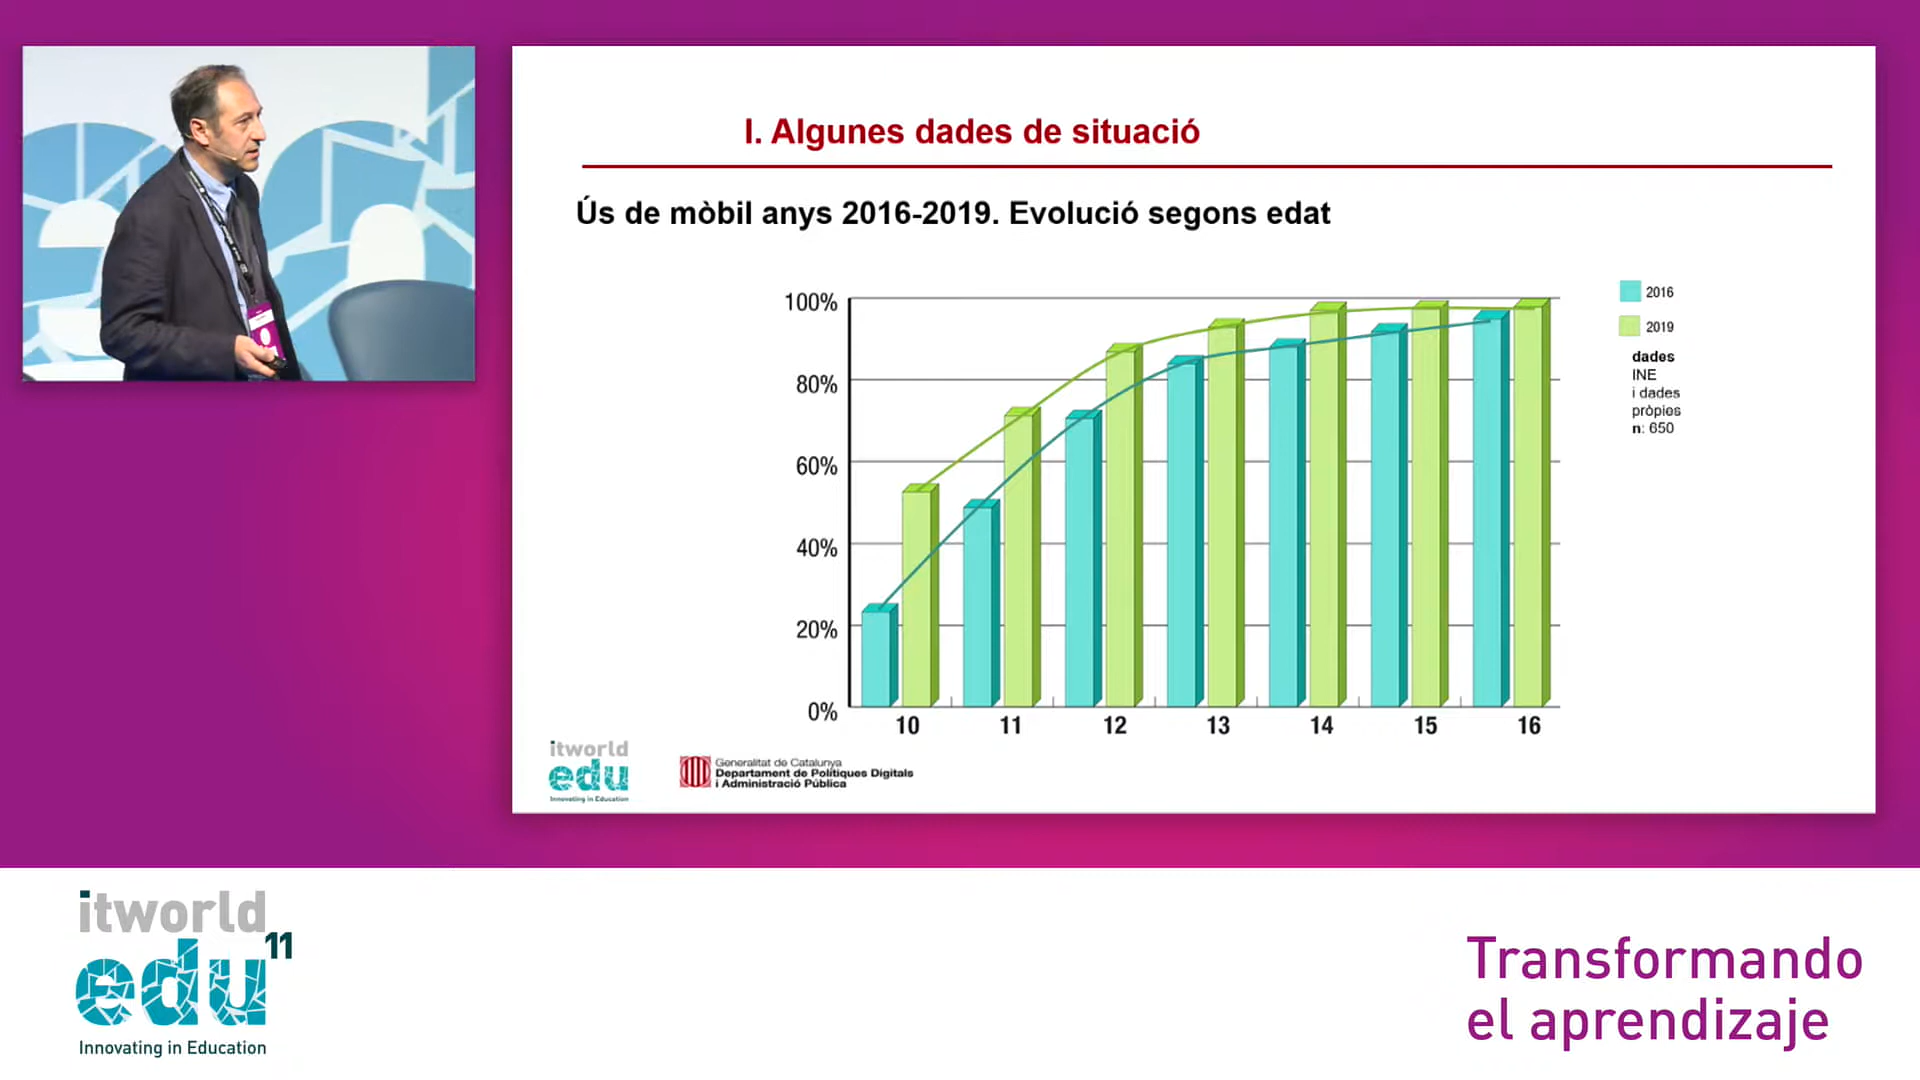 I. Algunes dades de situació
Ús de mòbil anys 2016-2019. Evolució segons edat
100%
80%
60%
40%
20%
0%
10 11 12 13 14 15 16
2016
2019
dades
INE
i dades
pròpies
n: 650
itworld
edu
Innovating in Education
Generalitat de Catalunya
Departament de Polítiques Digitals
i Administració Pública
itworld
edu 11
Innovating in Education
Transformando
el aprendizaje